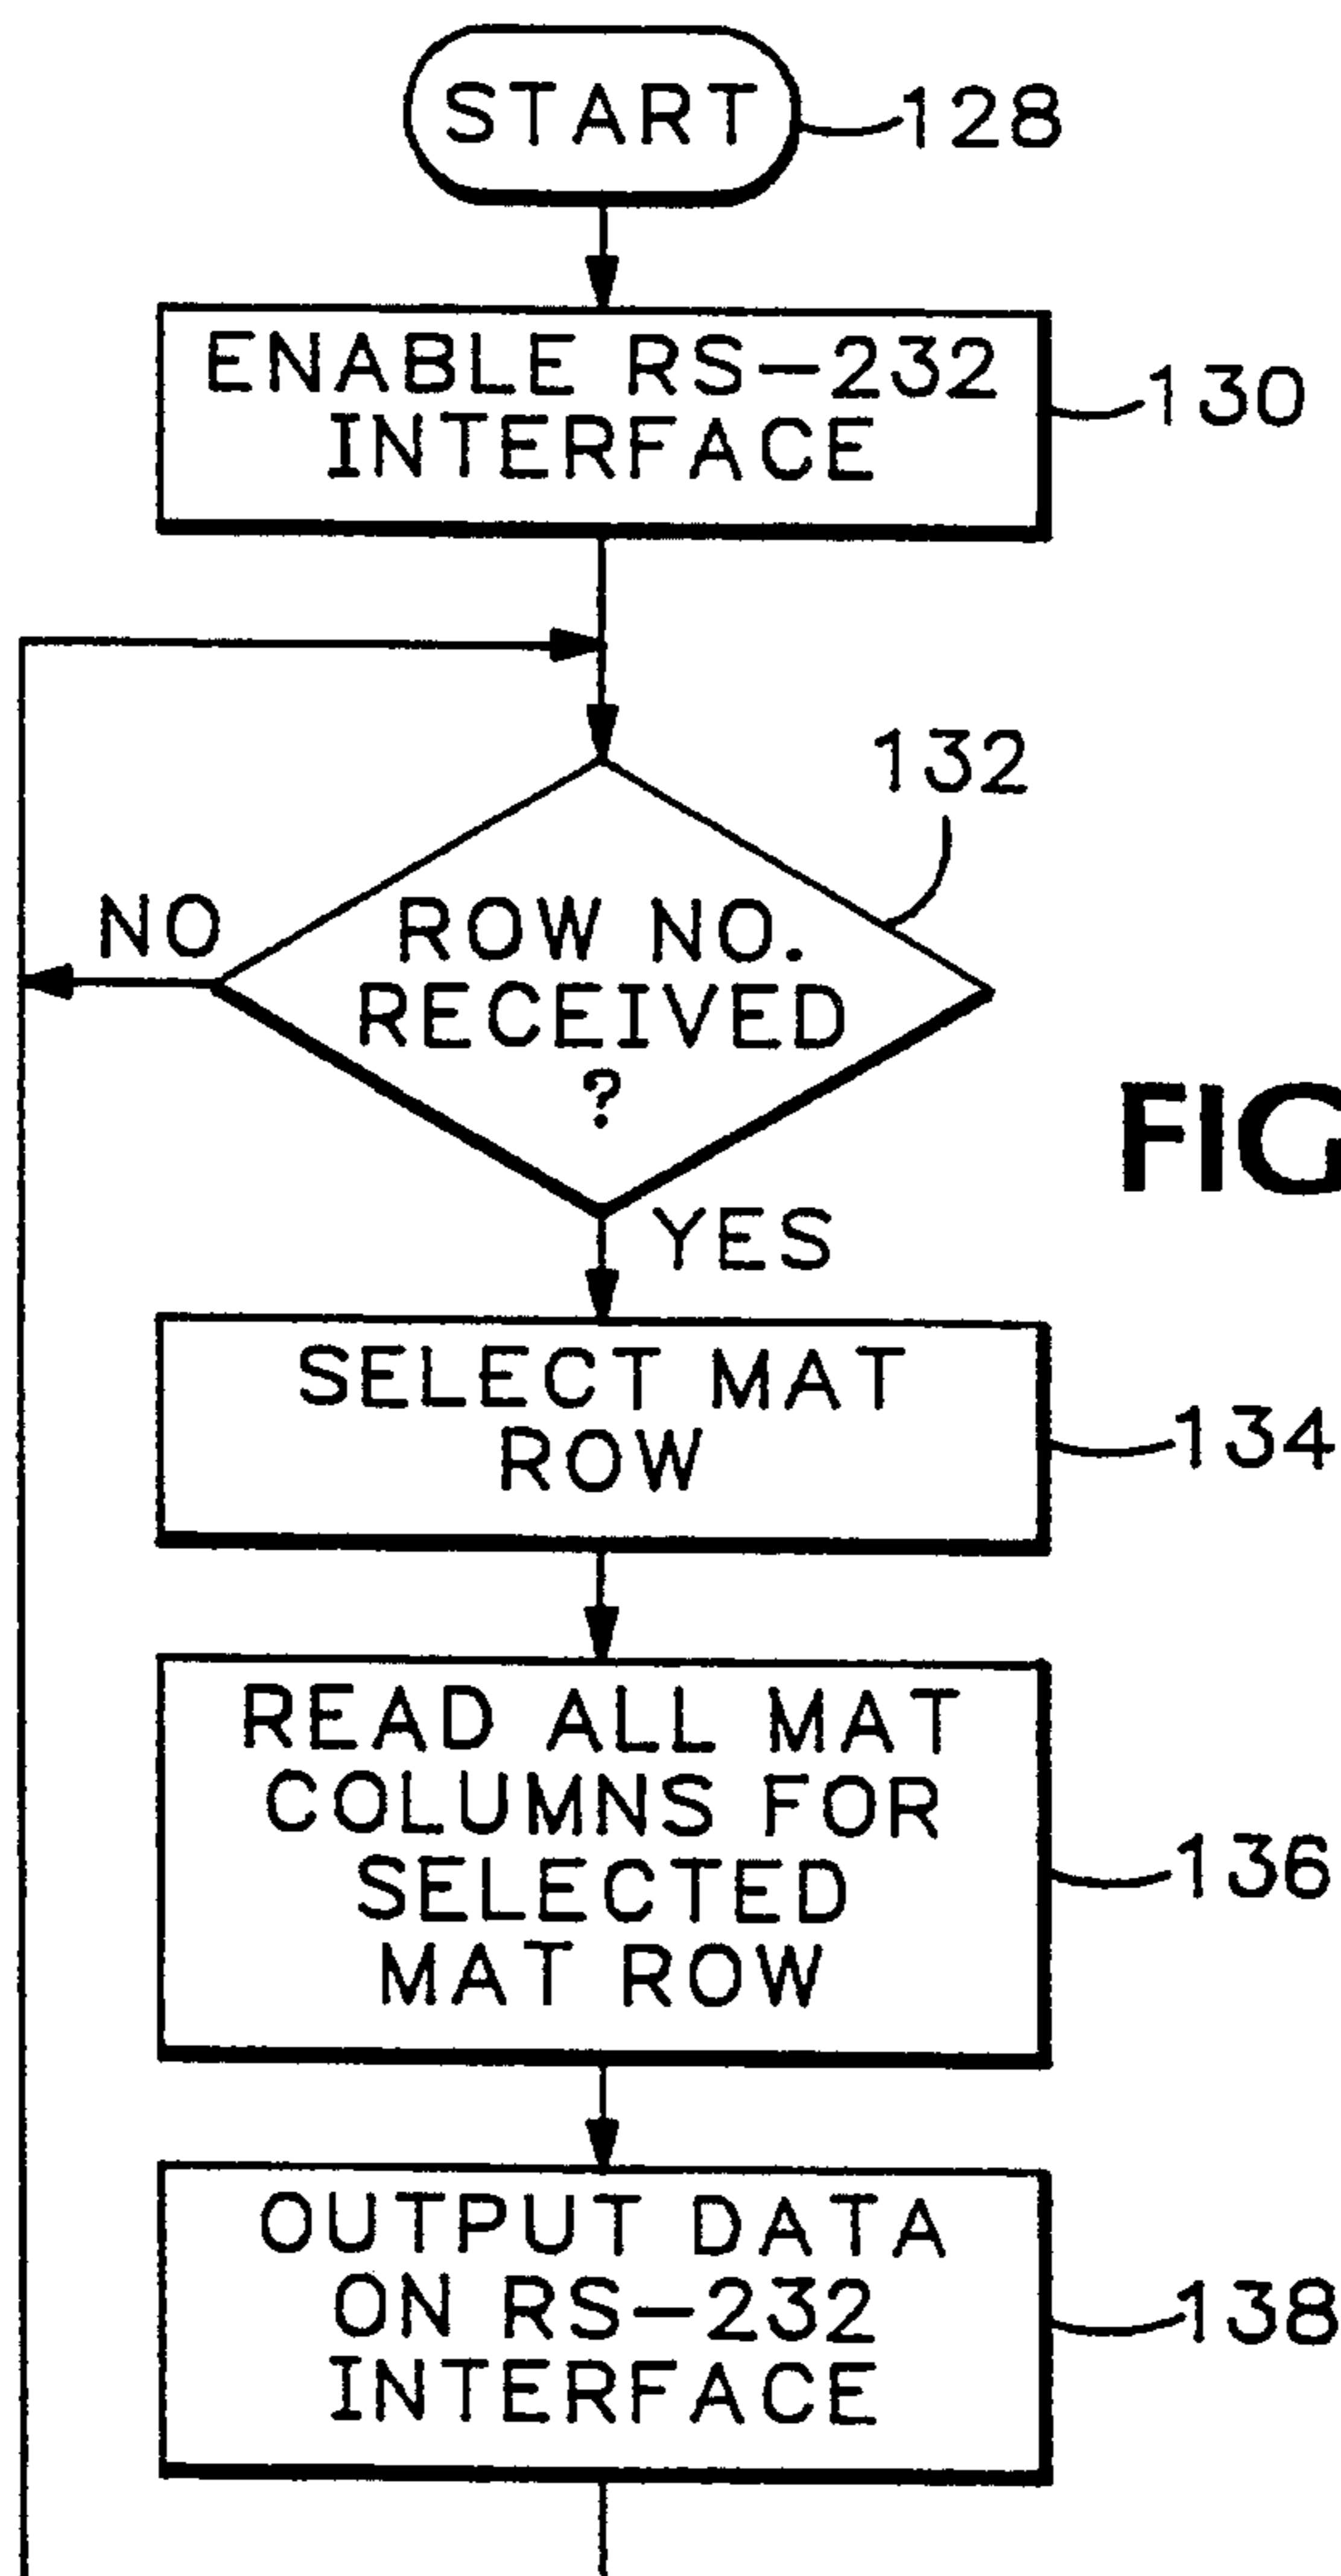 START
128
ENABLE RS-232
INTERFACE
130
132
NO
ROW NO.
RECEIVED
?
FIG
YES
SELECT MAT
ROW
134
READ ALL MAT
COLUMNS FOR
SELECTED
MAT ROW
136
OUTPUT DATA
ON RS-232
INTERFACE
138